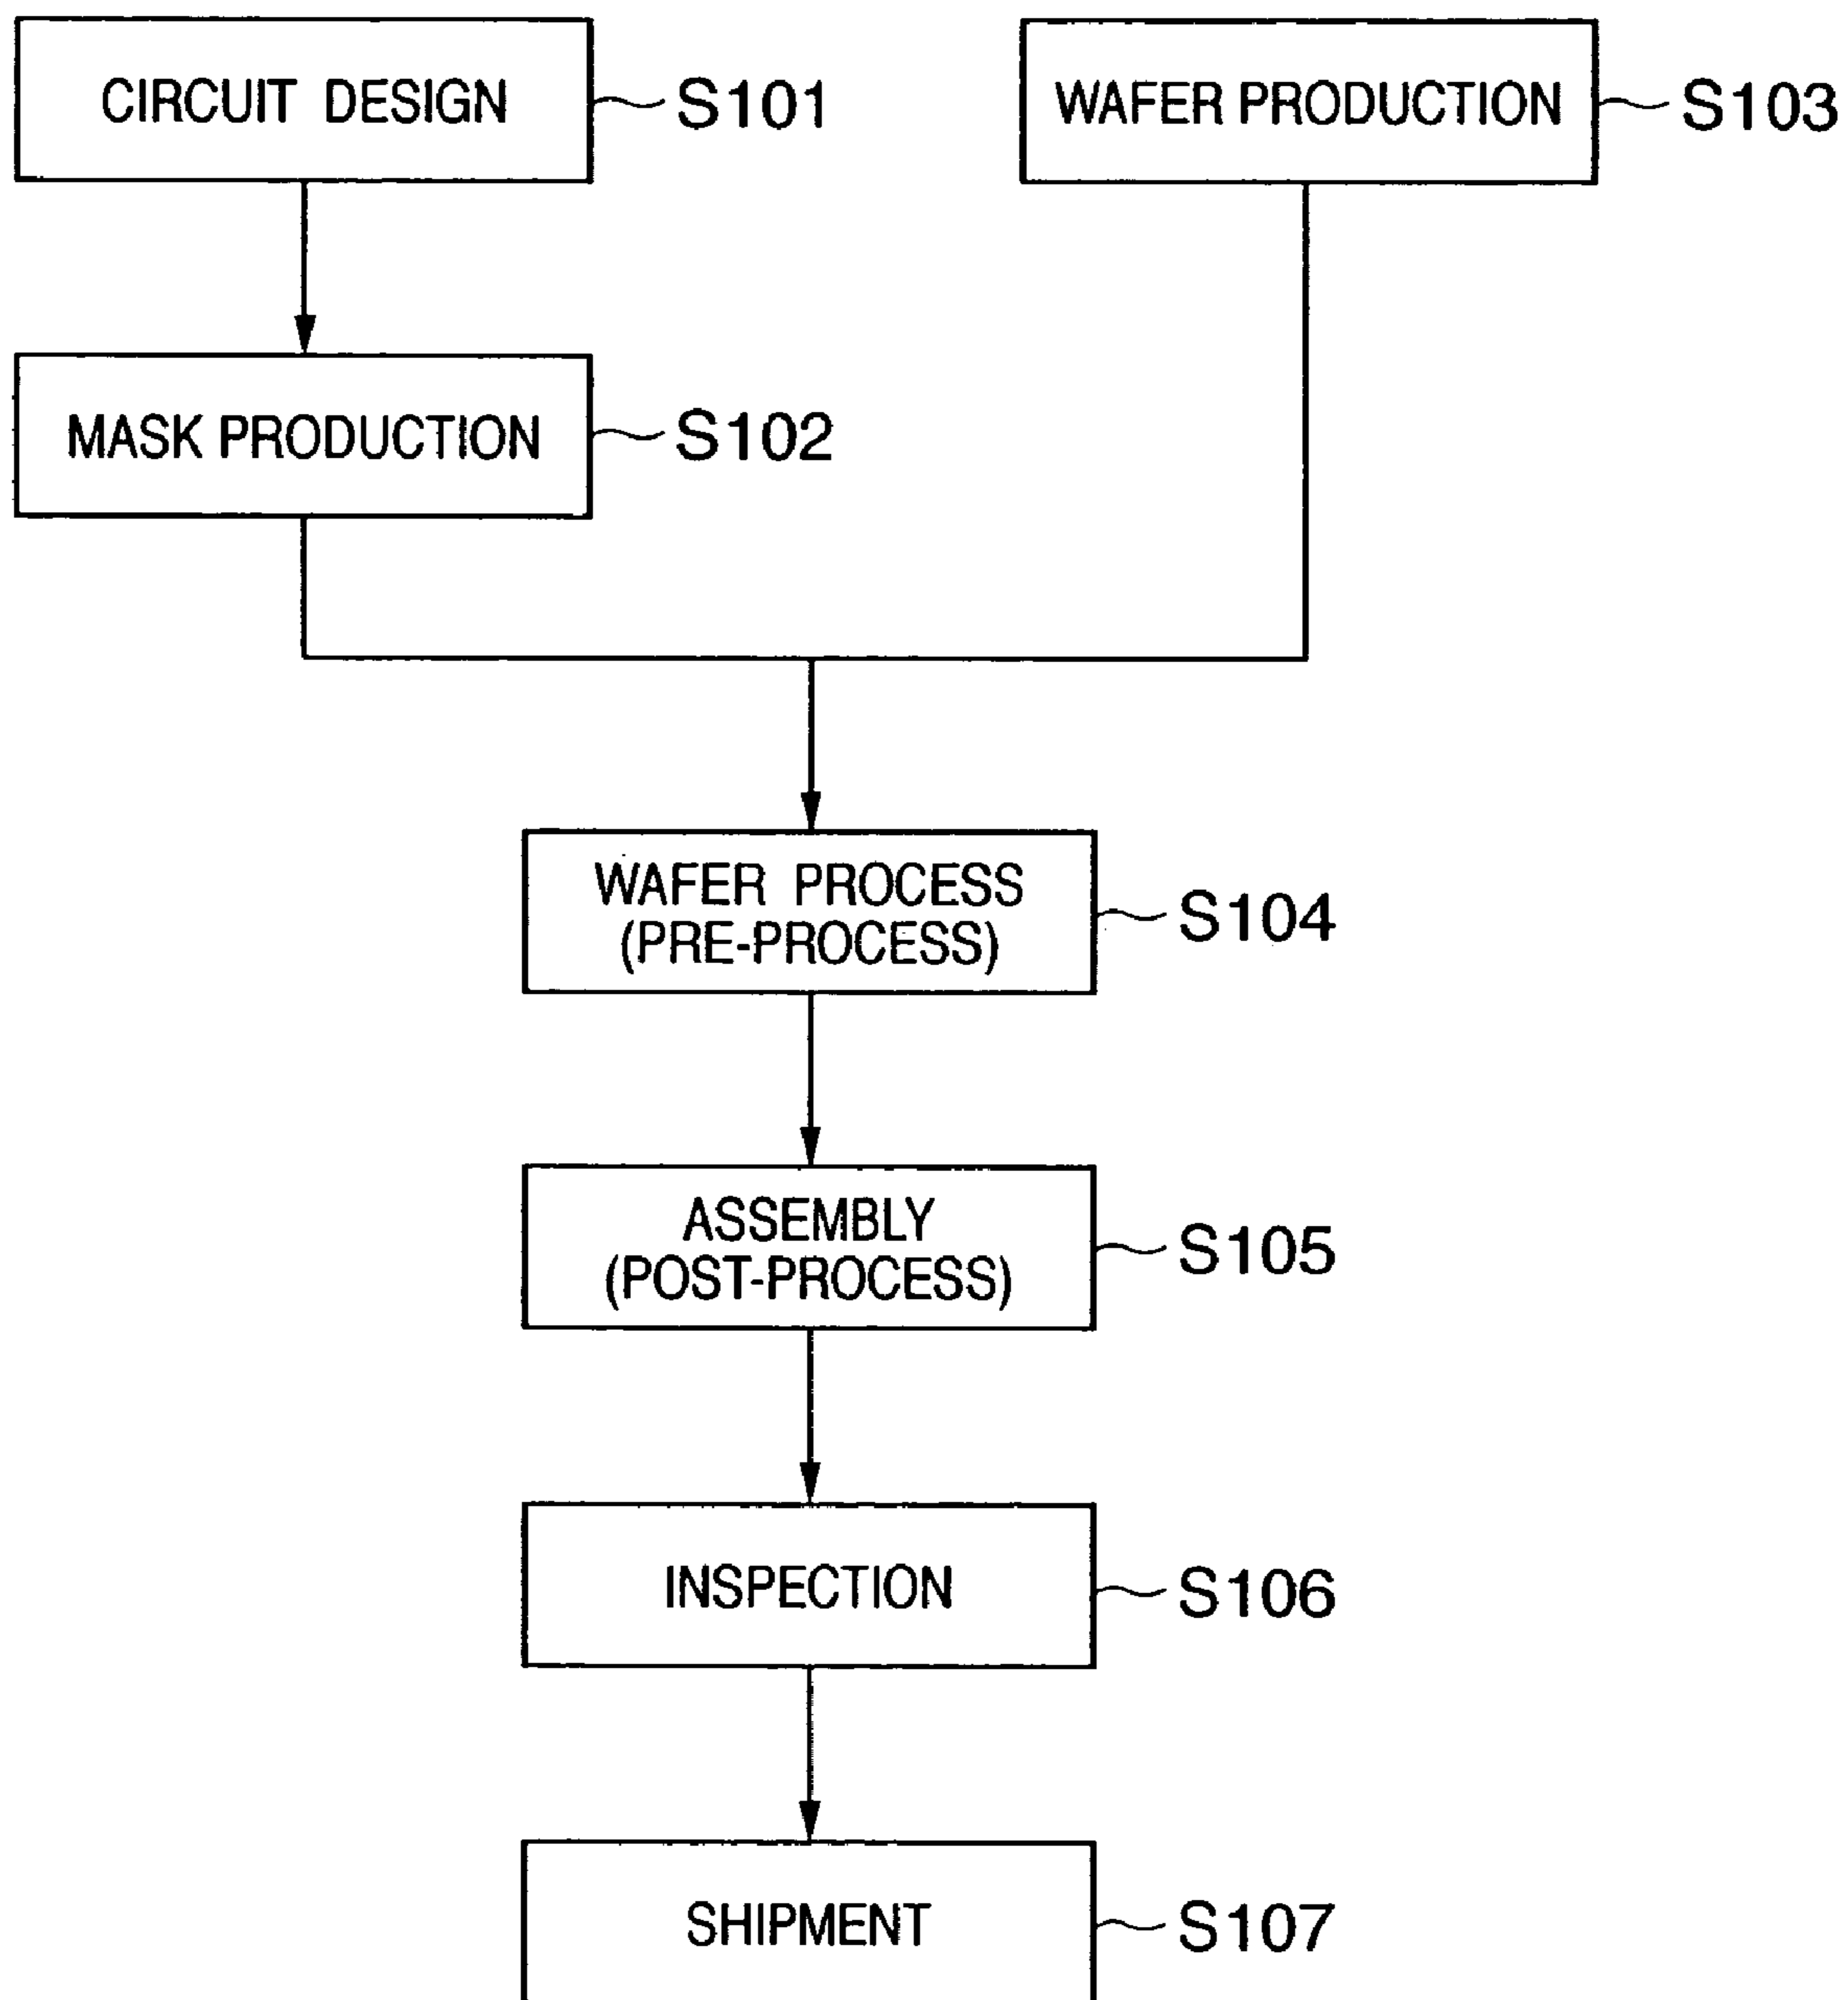 CIRCUIT DESIGN
S101
WAFER PRODUCTION
S103
MASK PRODUCTION
S102
WAFER PROCESS
(PRE-PROCESS)
S104
ASSEMBLY
(POST-PROCESS)
S105
INSPECTION
S106
SHIPMENT
S107